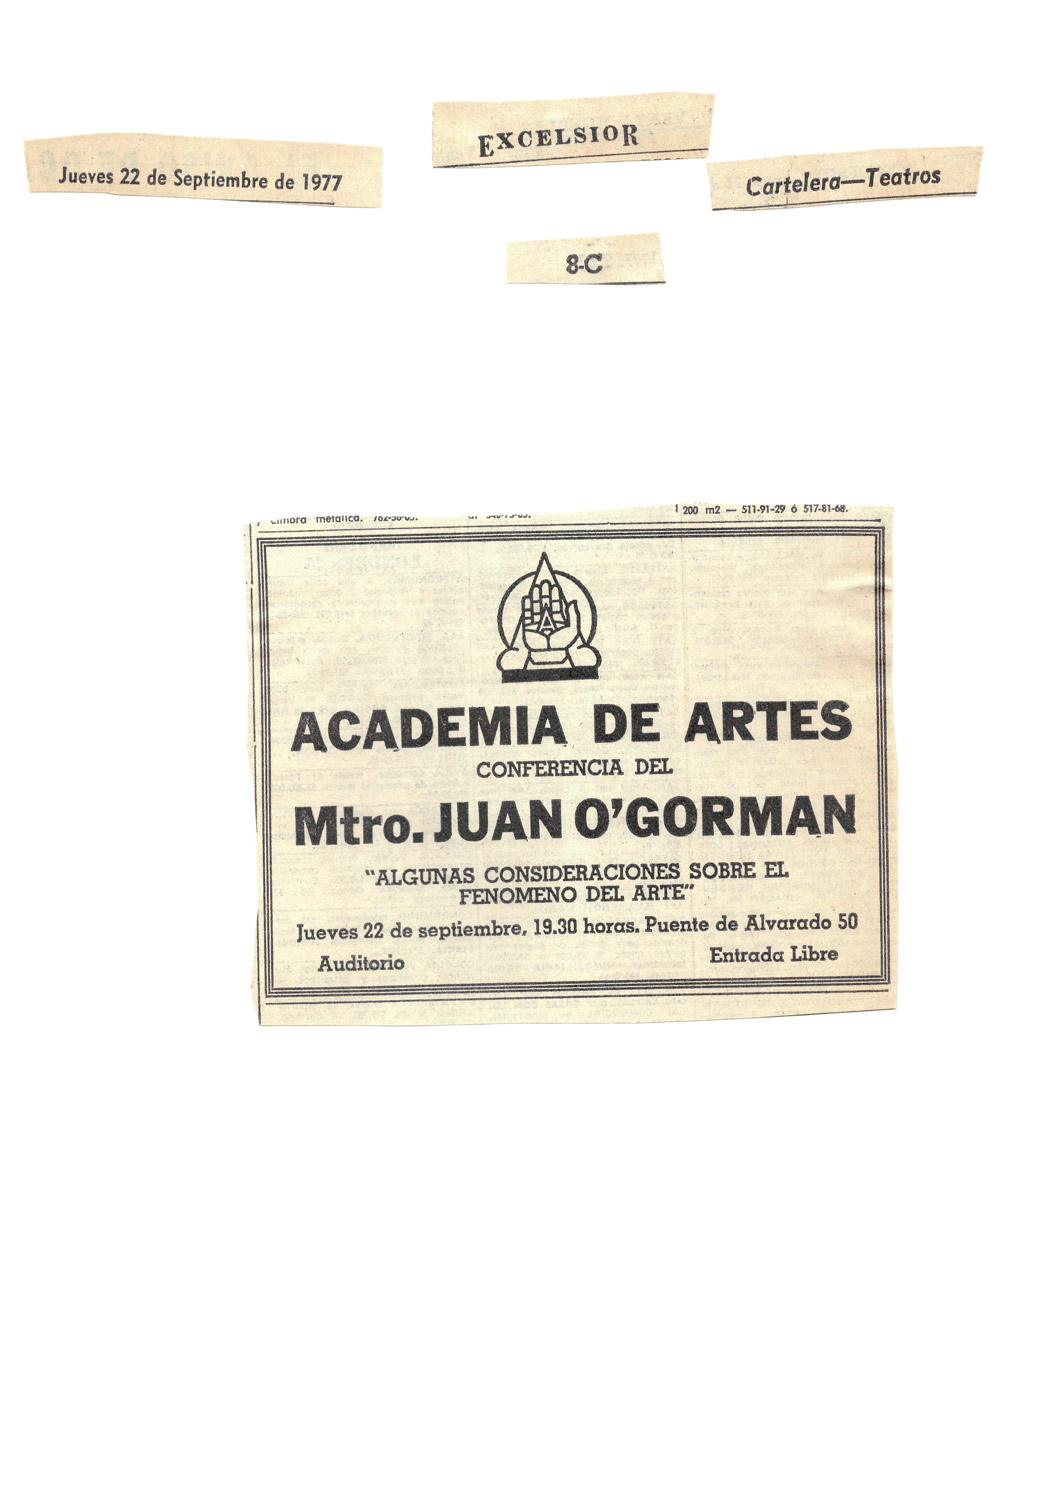 EXCELSIOR
Jueves 22 de Septiembre de 1977
Cartelera—Teatros
8-C
metálica.
200 m2 — 511-91-29 ó 517-81-68.
ACADEMIA DE ARTES
CONFERENCIA DEL
Mtro. JUAN O'GORMAN
"ALGUNAS CONSIDERACIONES SOBRE EL
FENOMENO DEL ARTE"
Jueves 22 de septiembre, 19.30 horas. Puente de Alvarado 50
Auditorio Entrada Libre